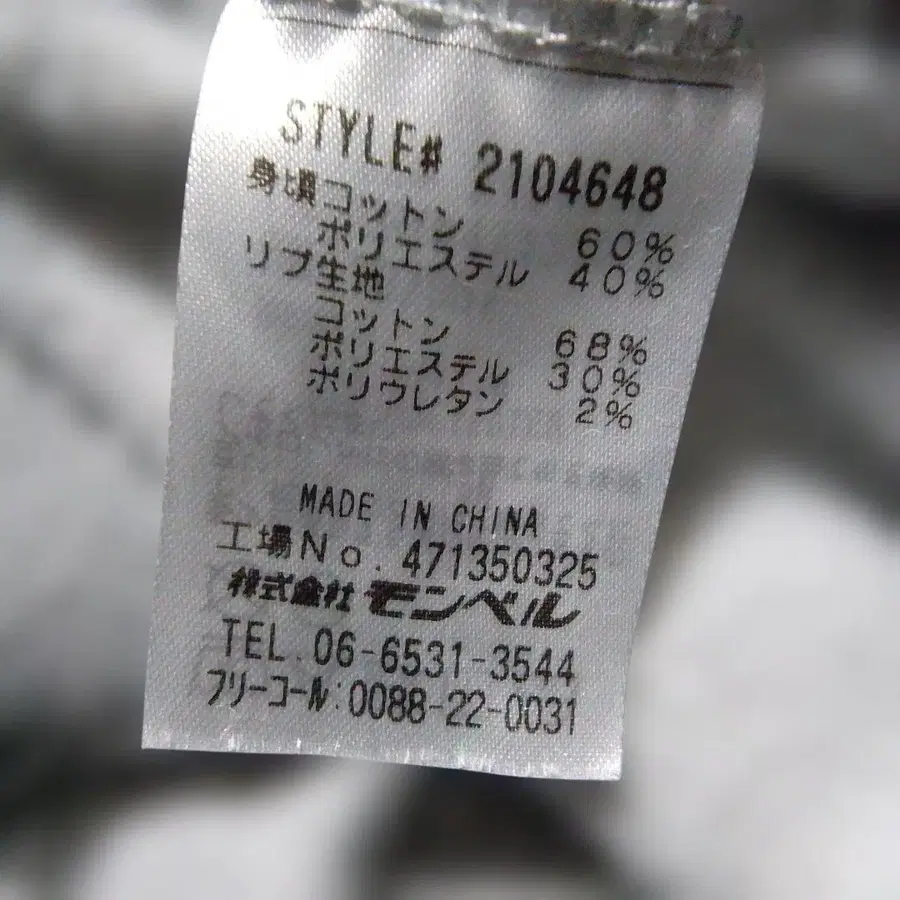 STYLE# 2104648
身頃コットン 60%
ポリエステル 40%
リブ生地
コットン 68%
ポリエステル 30%
ポリウレタン 2%
MADE IN CHINA
工場No. 471350325
株式会社モンベル
TEL.06-6531-3544
フリーコール:0088-22-0031